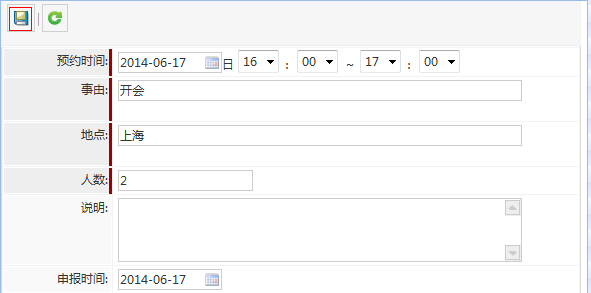 预约时间: 2014-06-17 日 16 : 00 ~ 17 : 00
事由: 开会
地点: 上海
人数: 2
说明:
申报时间: 2014-06-17